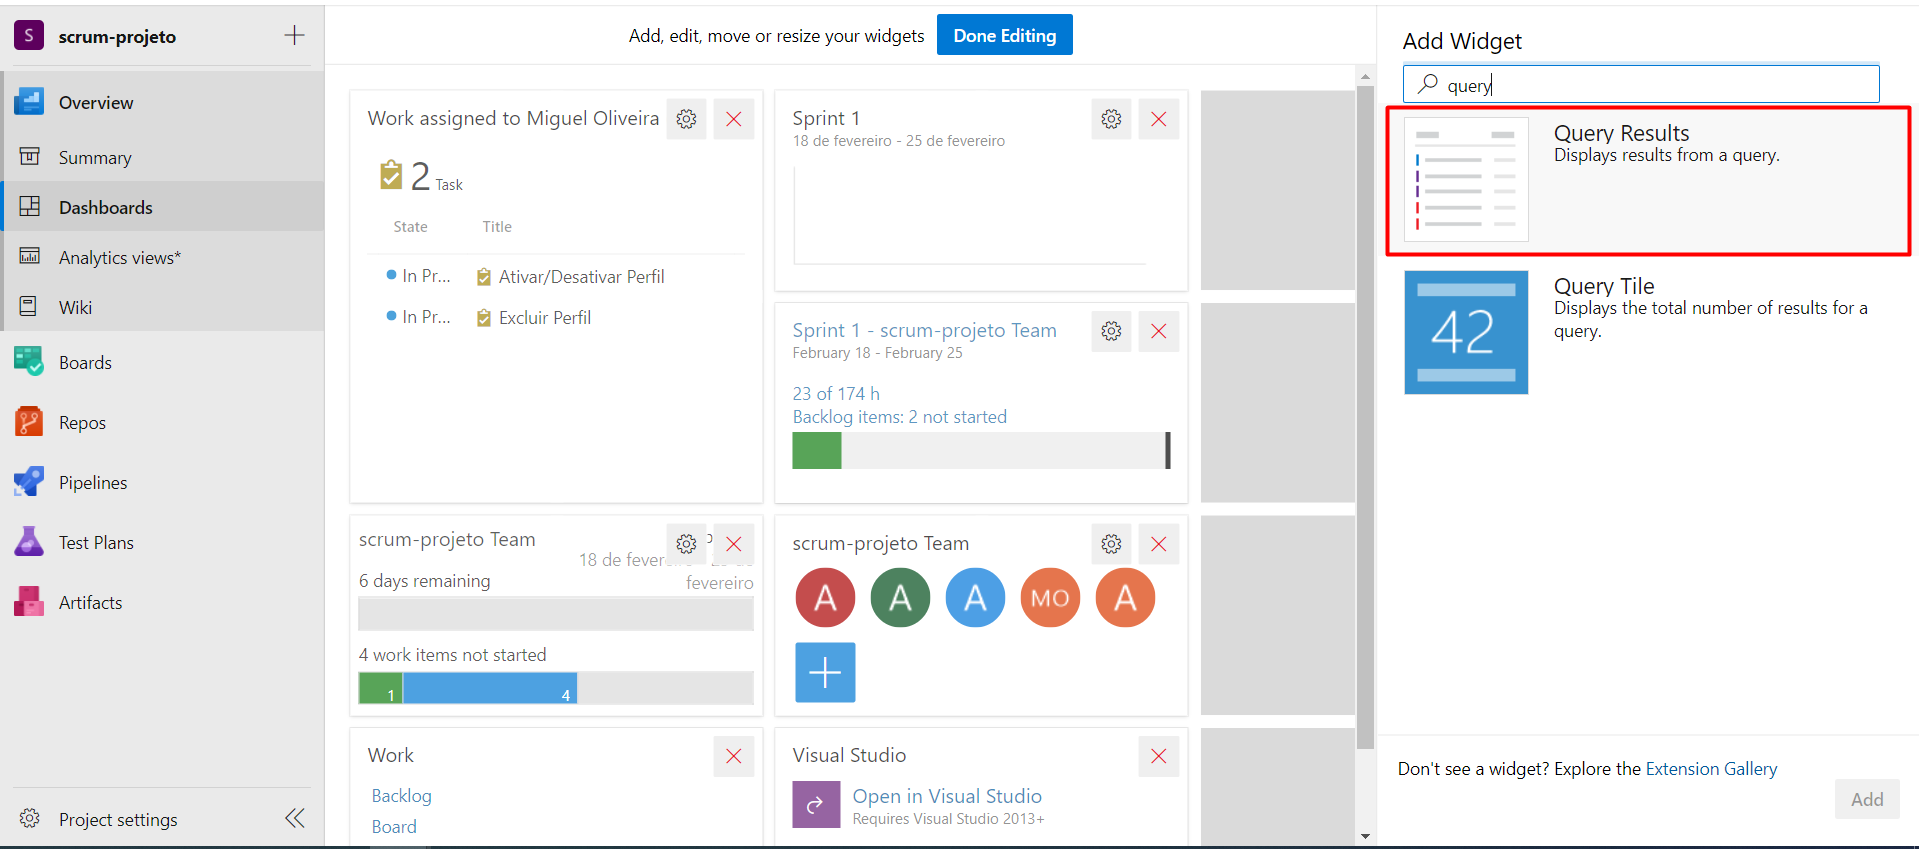 S
scrum-projeto
Overview
Summary
Dashboards
Analytics views*
Wiki
Boards
Repos
Pipelines
Test Plans
Artifacts
Project settings
Add, edit, move or resize your widgets
Done Editing
Work assigned to Miguel Oliveira
2 Task
State Title
In Pr... Ativar/Desativar Perfil
In Pr... Excluir Perfil
Sprint 1
18 de fevereiro - 25 de fevereiro
Sprint 1 - scrum-projeto Team
February 18 - February 25
23 of 174 h
Backlog items: 2 not started
scrum-projeto Team
18 de fever
fevereiro
6 days remaining
4 work items not started
1 4
scrum-projeto Team
A A A MO A
Work
Backlog
Board
Visual Studio
Open in Visual Studio
Requires Visual Studio 2013+
Add Widget
query
Query Results
Displays results from a query.
42
Query Tile
Displays the total number of results for a
query.
Don't see a widget? Explore the Extension Gallery
Add